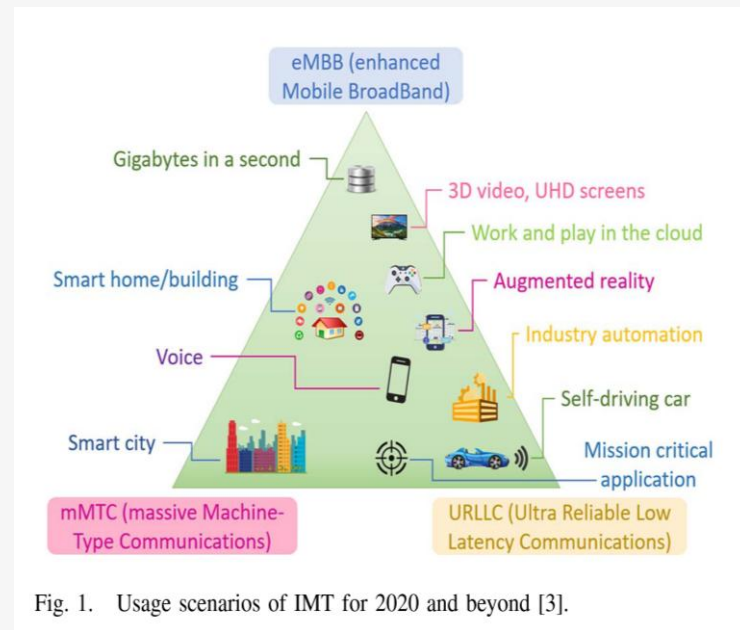 eMBB (enhanced
Mobile BroadBand)
Gigabytes in a second
3D video, UHD screens
Work and play in the cloud
Smart home/building
Augmented reality
Industry automation
Voice
Self-driving car
Smart city
Mission critical
application
mMTC (massive Machine-
Type Communications)
URLLC (Ultra Reliable Low
Latency Communications)
Fig. 1. Usage scenarios of IMT for 2020 and beyond [3].